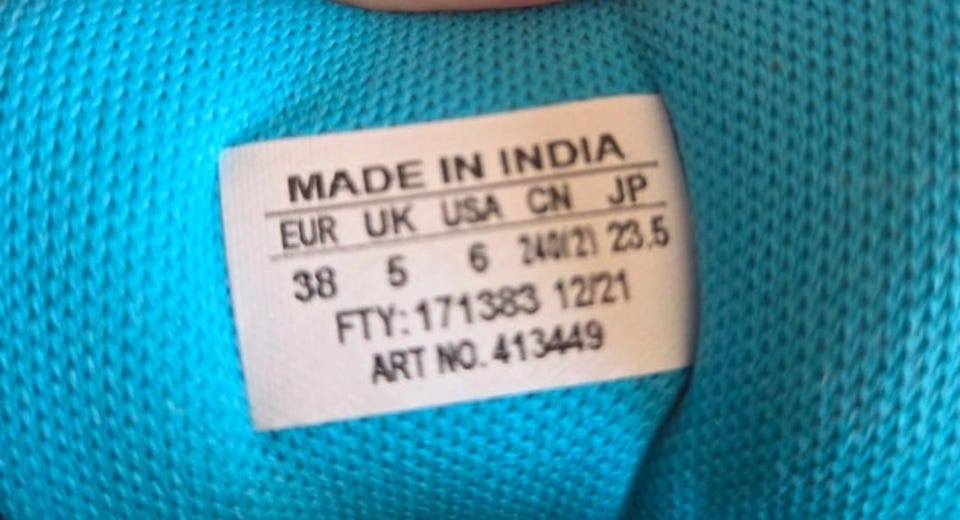 MADE IN INDIA
EUR UK USA CN JP
38 5 6 240(2) 23.5
FTY: 171383 12/21
ART NO. 413449